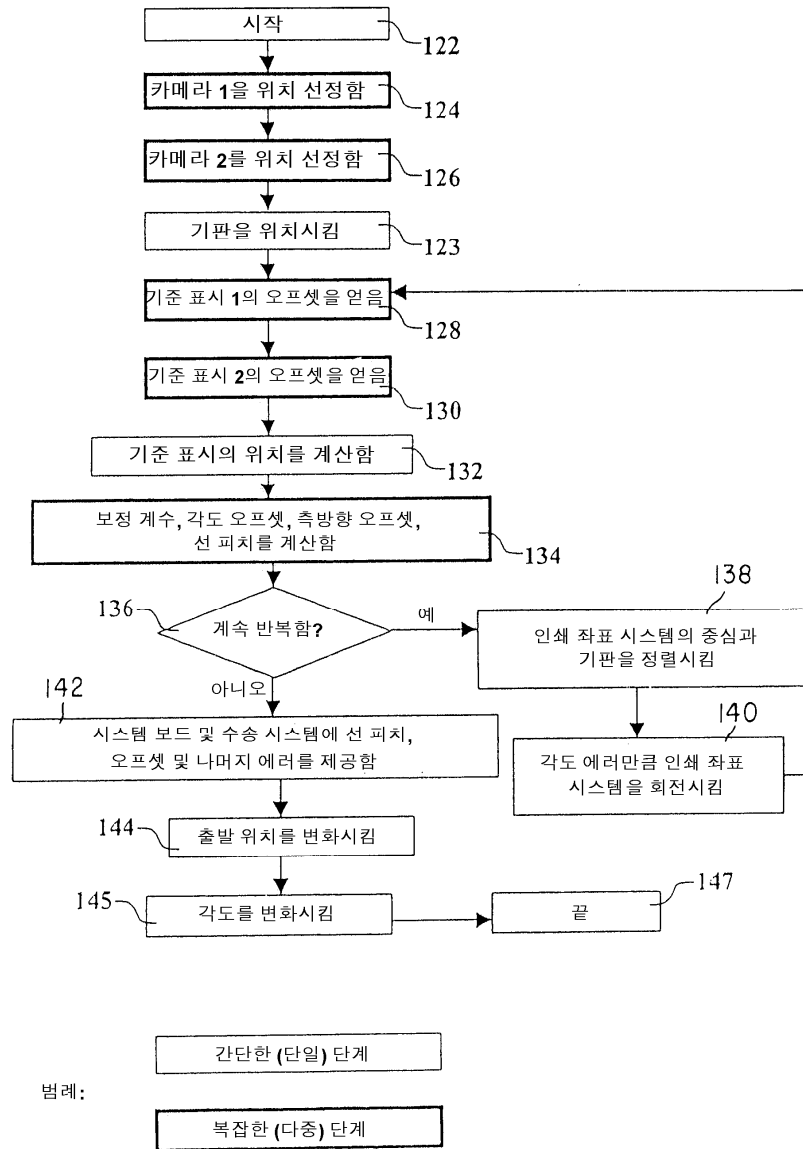 시작
122
카메라 1을 위치 선정함
124
카메라 2를 위치 선정함
126
기판을 위치시킴
123
기준 표시 1의 오프셋을 얻음
128
기준 표시 2의 오프셋을 얻음
130
기준 표시의 위치를 계산함
132
보정 계수, 각도 오프셋, 측방향 오프셋,
선 피치를 계산함
134
136
계속 반복함?
예
아니오
138
인쇄 좌표 시스템의 중심과
기판을 정렬시킴
140
각도 에러만큼 인쇄 좌표
시스템을 회전시킴
142
시스템 보드 및 수송 시스템에 선 피치,
오프셋 및 나머지 에러를 제공함
144
출발 위치를 변화시킴
145
각도를 변화시킴
147
끝
범례:
간단한 (단일) 단계
복잡한 (다중) 단계